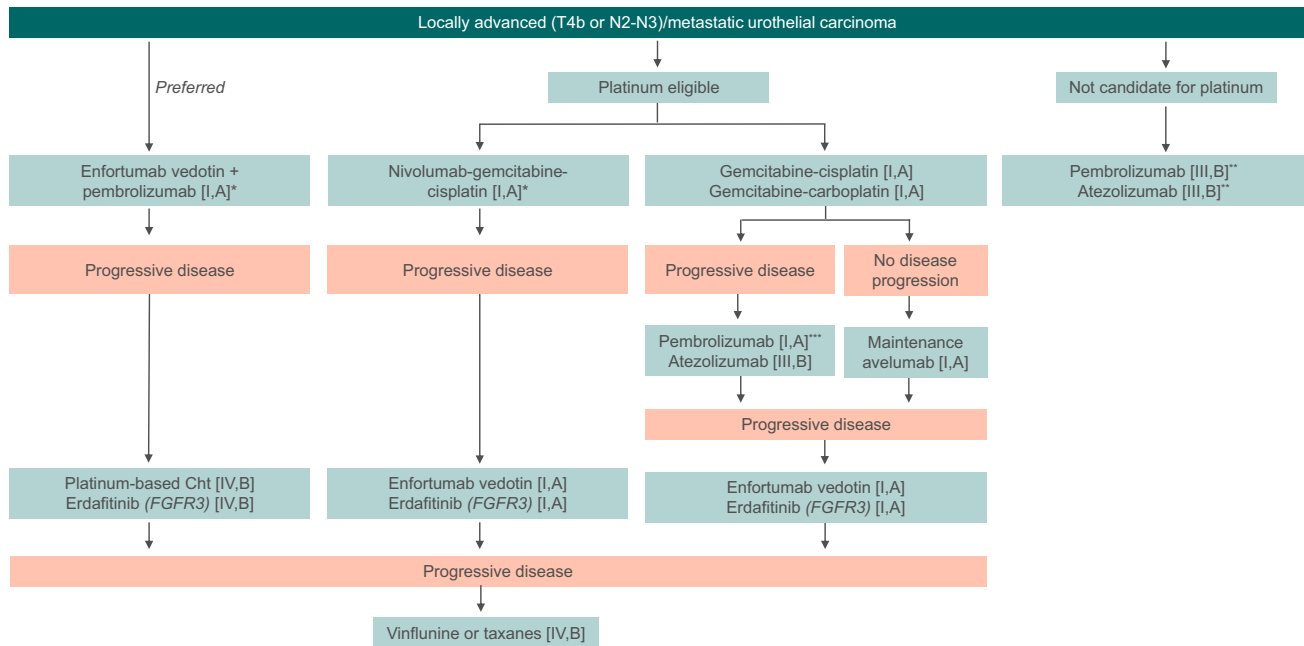 Locally advanced (T4b or N2-N3)/metastatic urothelial carcinoma
Preferred
Platinum eligible
Not candidate for platinum
Enfortumab vedotin +
pembrolizumab [I,A]*
Nivolumab-gemcitabine-
cisplatin [I,A]*
Gemcitabine-cisplatin [I,A]
Gemcitabine-carboplatin [I,A]
Pembrolizumab [III,B]**
Atezolizumab [III,B]**
Progressive disease
Progressive disease
Progressive disease
No disease
progression
Pembrolizumab [I,A]***
Atezolizumab [III,B]
Maintenance
avelumab [I,A]
Progressive disease
Platinum-based Cht [IV,B]
Erdafitinib (FGFR3) [IV,B]
Enfortumab vedotin [I,A]
Erdafitinib (FGFR3) [I,A]
Enfortumab vedotin [I,A]
Erdafitinib (FGFR3) [I,A]
Progressive disease
Vinflunine or taxanes [IV,B]